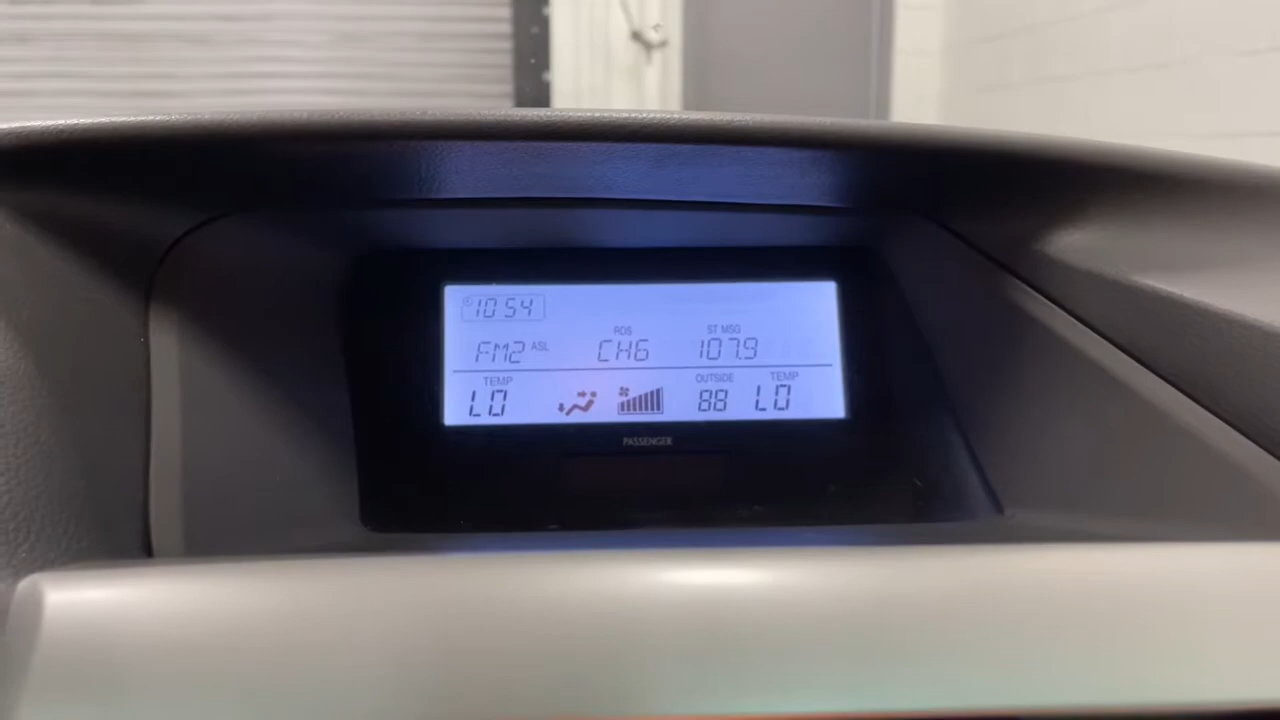 10 54
RDS ST MSG
FM2 ASL CH6 107.9
TEMP OUTSIDE TEMP
LO 88 LO
PASSENGER